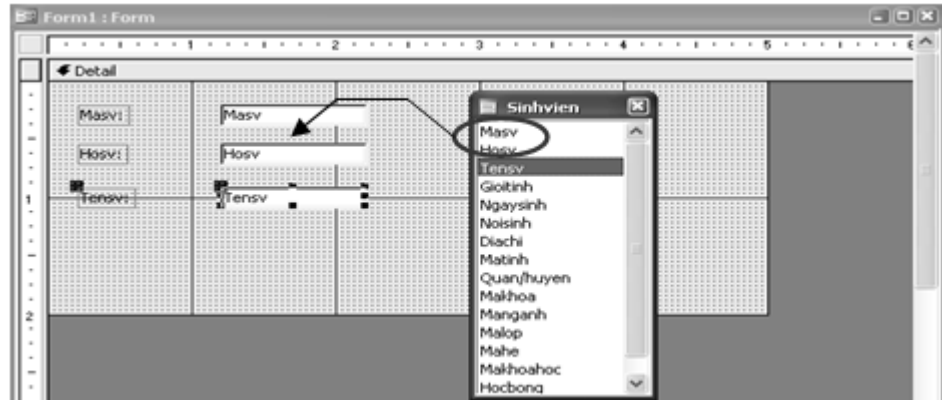 Form1 : Form
1 2 3 4 5 6
Detail
Masv: Masv
Hosv: Hosv
Tensv: Tensv
1
2
Sinhvien
Masv
Hosv
Tensv
Gioitinh
Ngaysinh
Noisinh
Diachi
Matinh
Quan/huyen
Makhoa
Manganh
Malop
Mahe
Makhoahoc
Hocbong